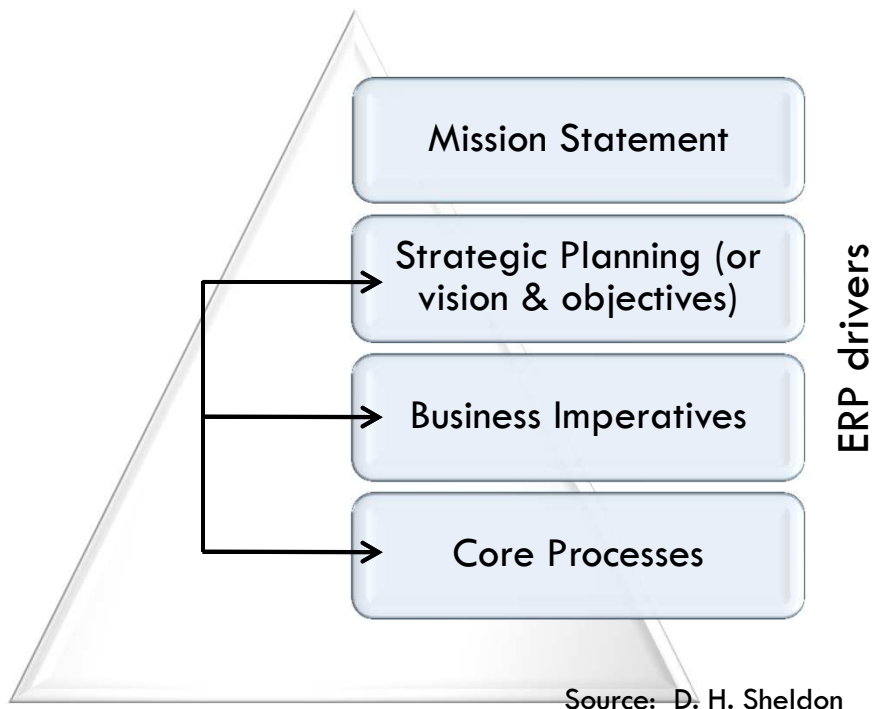 Mission Statement
Strategic Planning (or
vision & objectives)
Business Imperatives
Core Processes
ERP drivers
Source: D. H. Sheldon